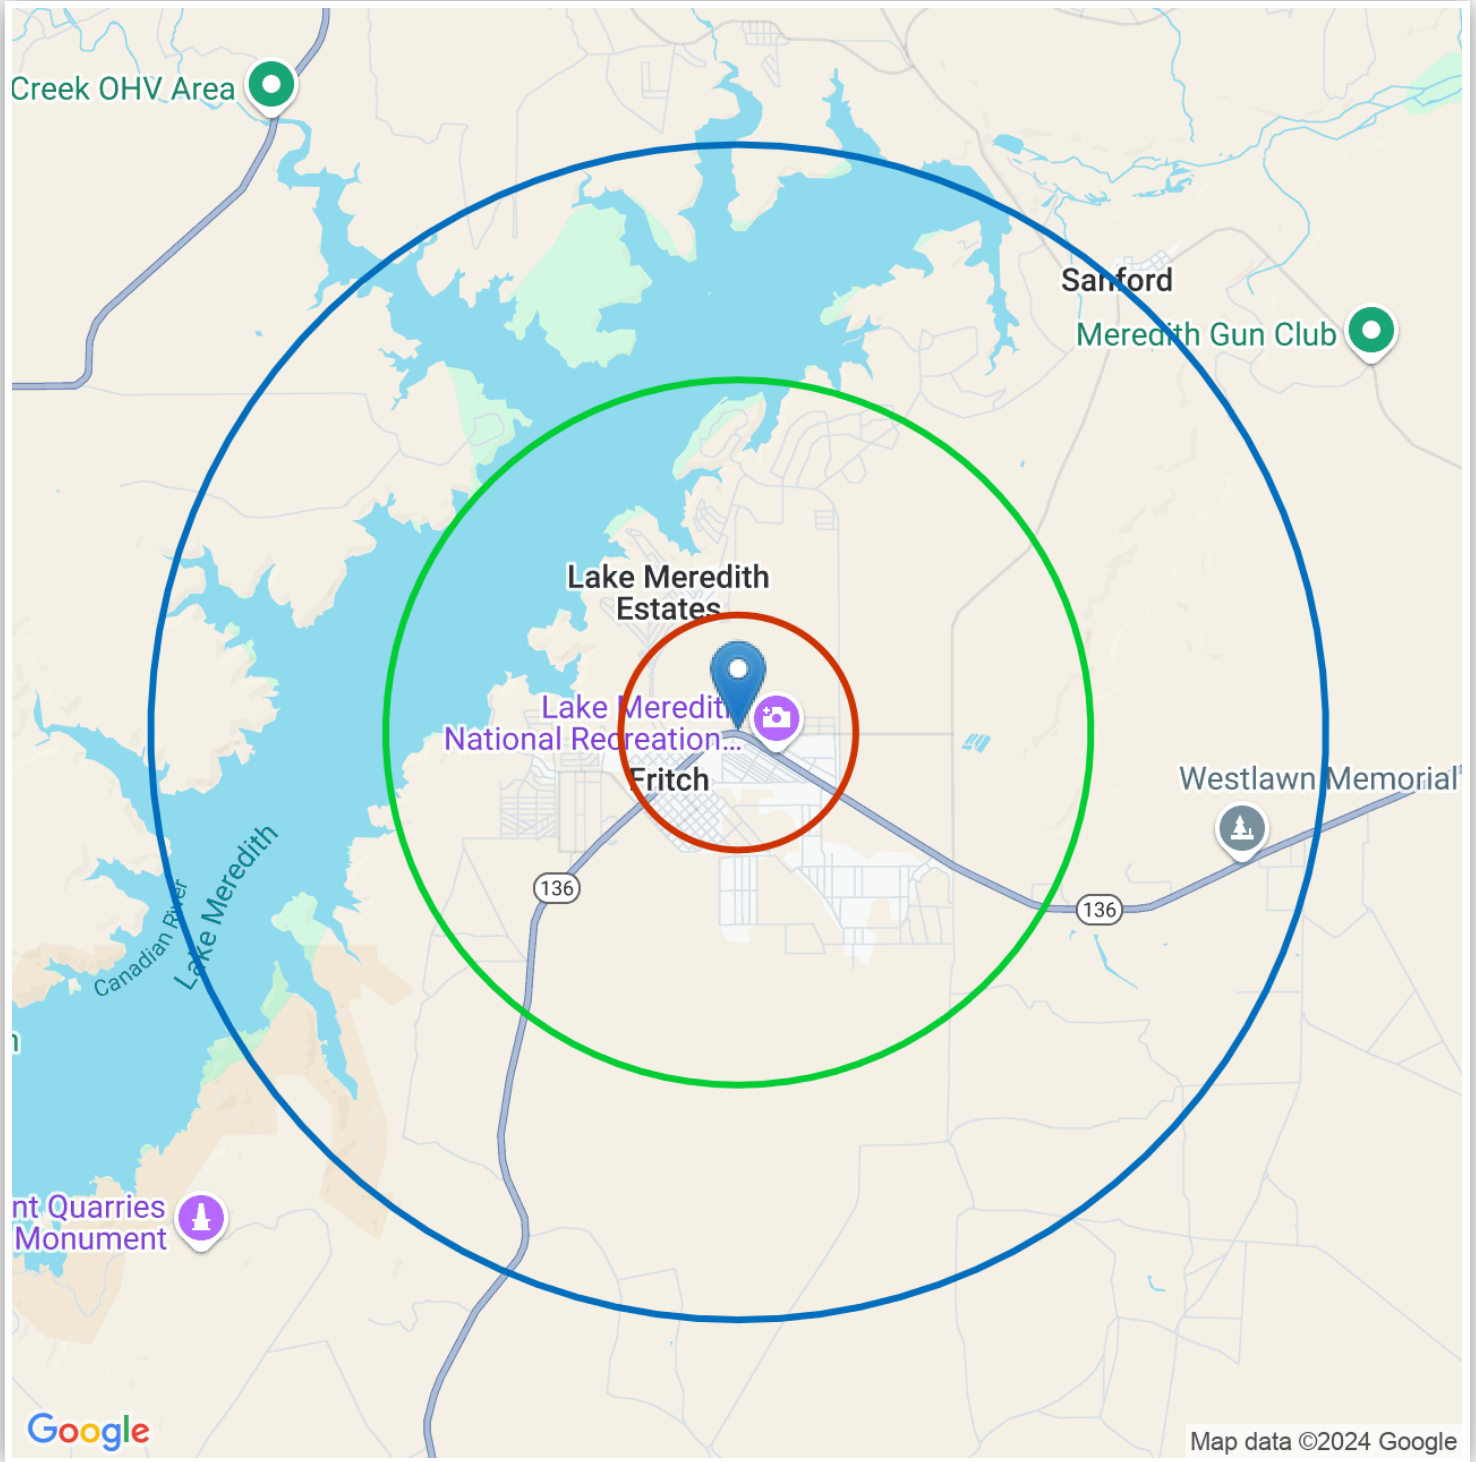 Creek OHV Area
Sanford
Meredith Gun Club
Lake Meredith
Estates
Lake Meredith
National Recreation...
Fritch
Westlawn Memorial
136
136
Canadian River
Lake Meredith
nt Quarries
Monument
Google
Map data ©2024 Google